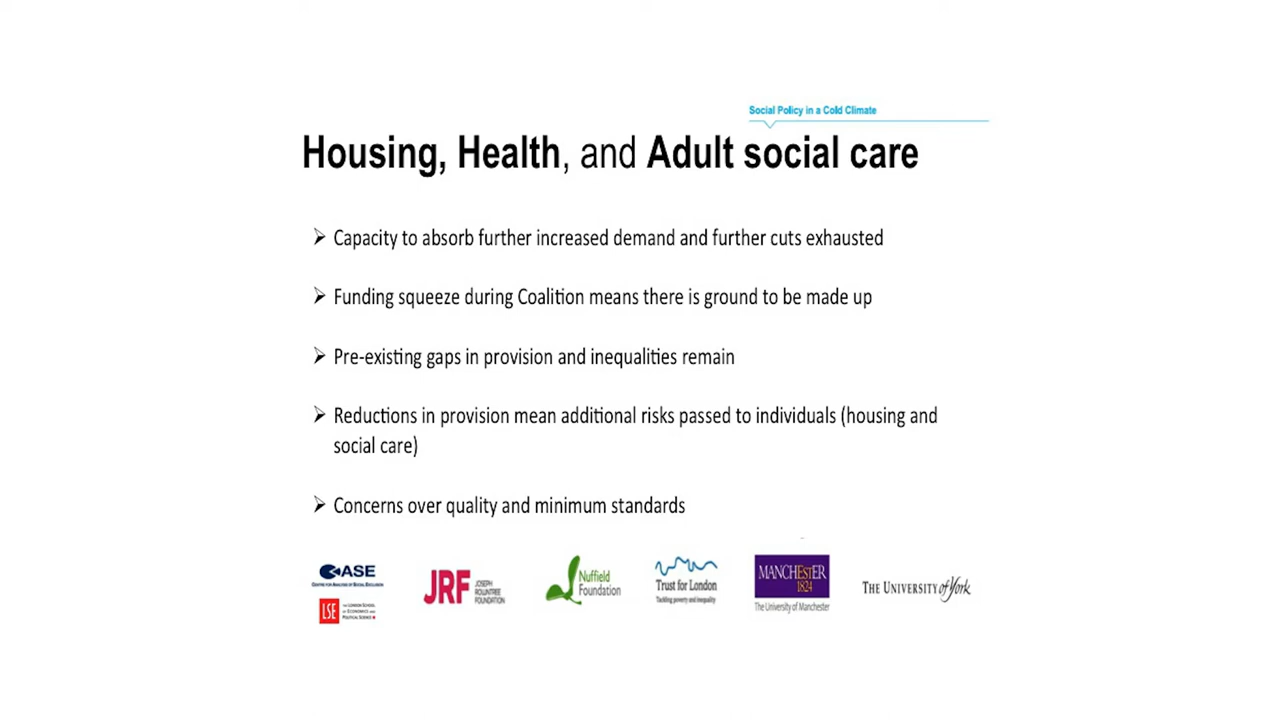 Social Policy in a Cold Climate
Housing, Health, and Adult social care
➢ Capacity to absorb further increased demand and further cuts exhausted
➢ Funding squeeze during Coalition means there is ground to be made up
➢ Pre-existing gaps in provision and inequalities remain
➢ Reductions in provision mean additional risks passed to individuals (housing and
social care)
➢ Concerns over quality and minimum standards
CASE
CENTRE FOR ANALYSIS OF SOCIAL EXCLUSION
LSE
THE LONDON SCHOOL
OF ECONOMICS AND
POLITICAL SCIENCE
JRF
JOSEPH
ROWNTREE
FOUNDATION
Nuffield
Foundation
Trust for London
Tackling poverty and inequality
MANCHESTER
1824
The University of Manchester
THE UNIVERSITY of York